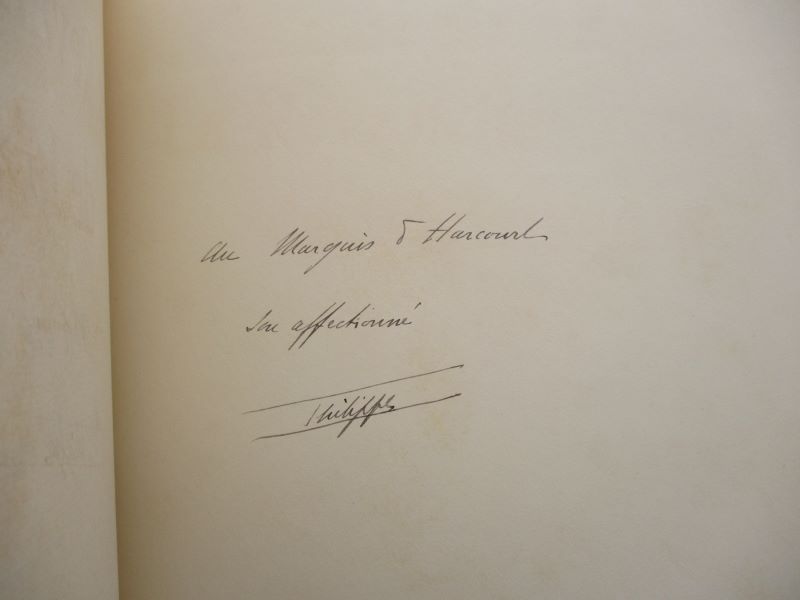 au Marquis d'Harcourt
son affectionné
Philippe